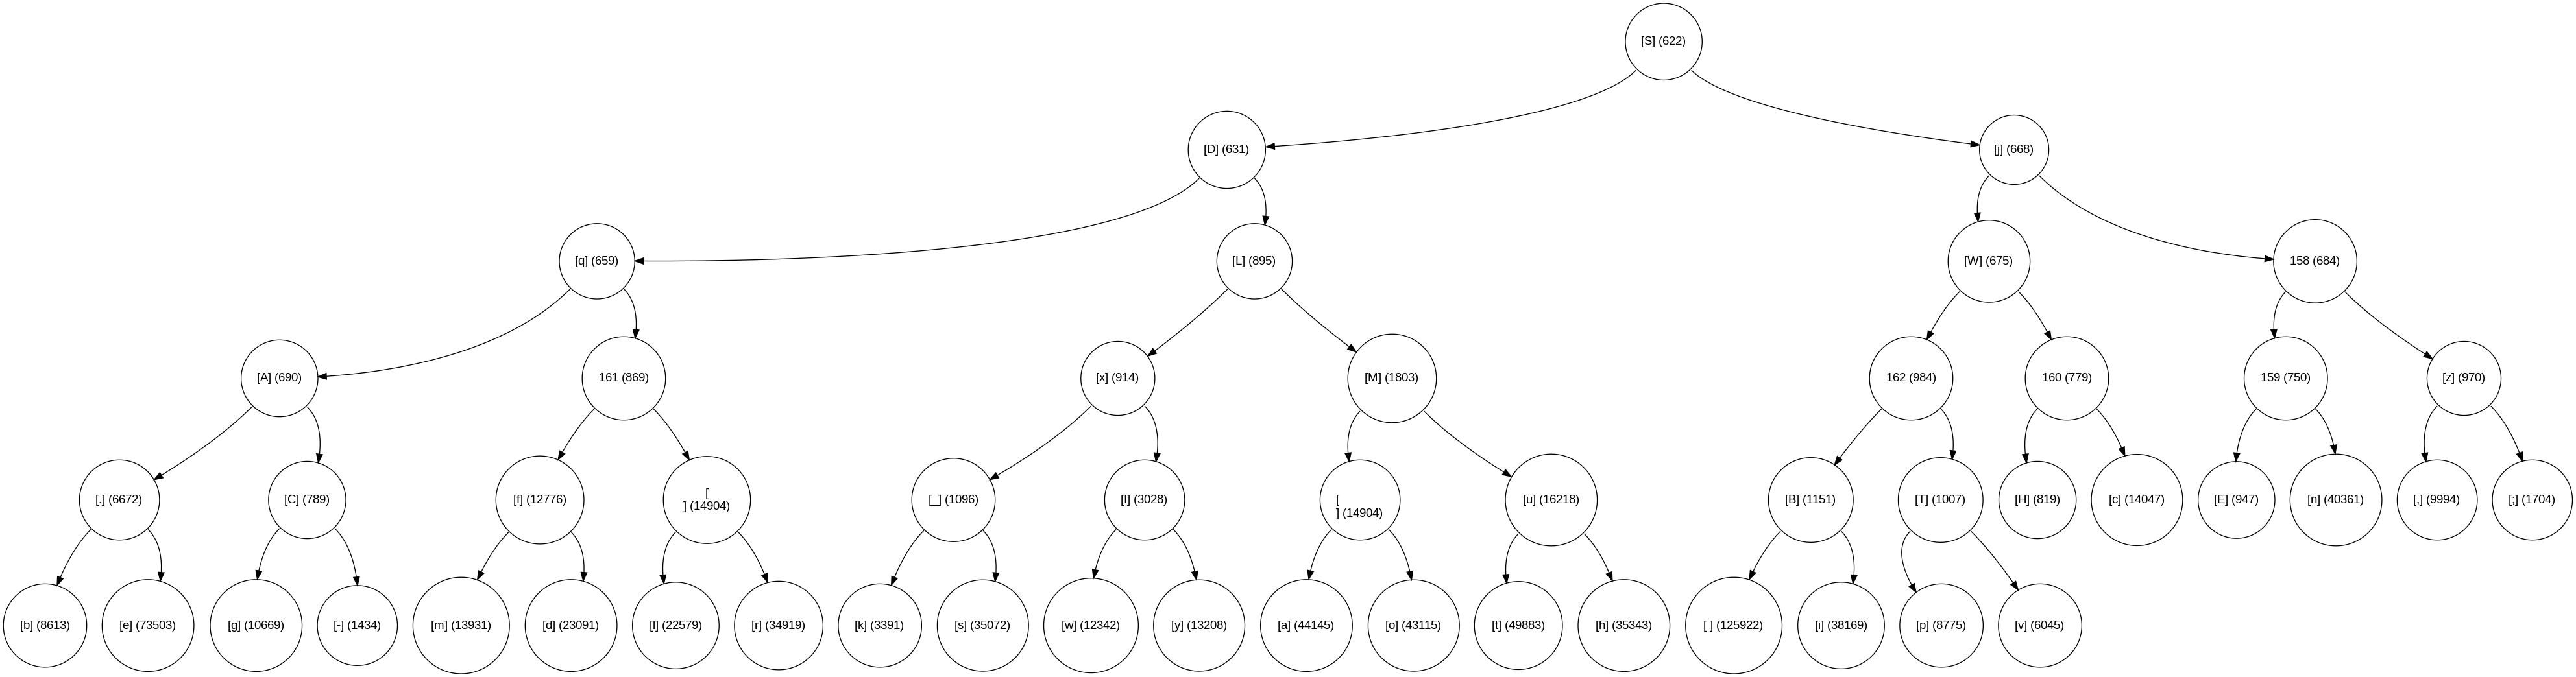 [S] (622)
[D] (631)
[j] (668)
[q] (659)
[L] (895)
[W] (675)
158 (684)
[A] (690)
161 (869)
[x] (914)
[M] (1803)
162 (984)
160 (779)
159 (750)
[z] (970)
[.] (6672)
[C] (789)
[f] (12776)
[
] (14904)
[_] (1096)
[I] (3028)
[
] (14904)
[u] (16218)
[B] (1151)
[T] (1007)
[H] (819)
[c] (14047)
[E] (947)
[n] (40361)
[,] (9994)
[;] (1704)
[b] (8613)
[e] (73503)
[g] (10669)
[-] (1434)
[m] (13931)
[d] (23091)
[l] (22579)
[r] (34919)
[k] (3391)
[s] (35072)
[w] (12342)
[y] (13208)
[a] (44145)
[o] (43115)
[t] (49883)
[h] (35343)
[ ] (125922)
[i] (38169)
[p] (8775)
[v] (6045)